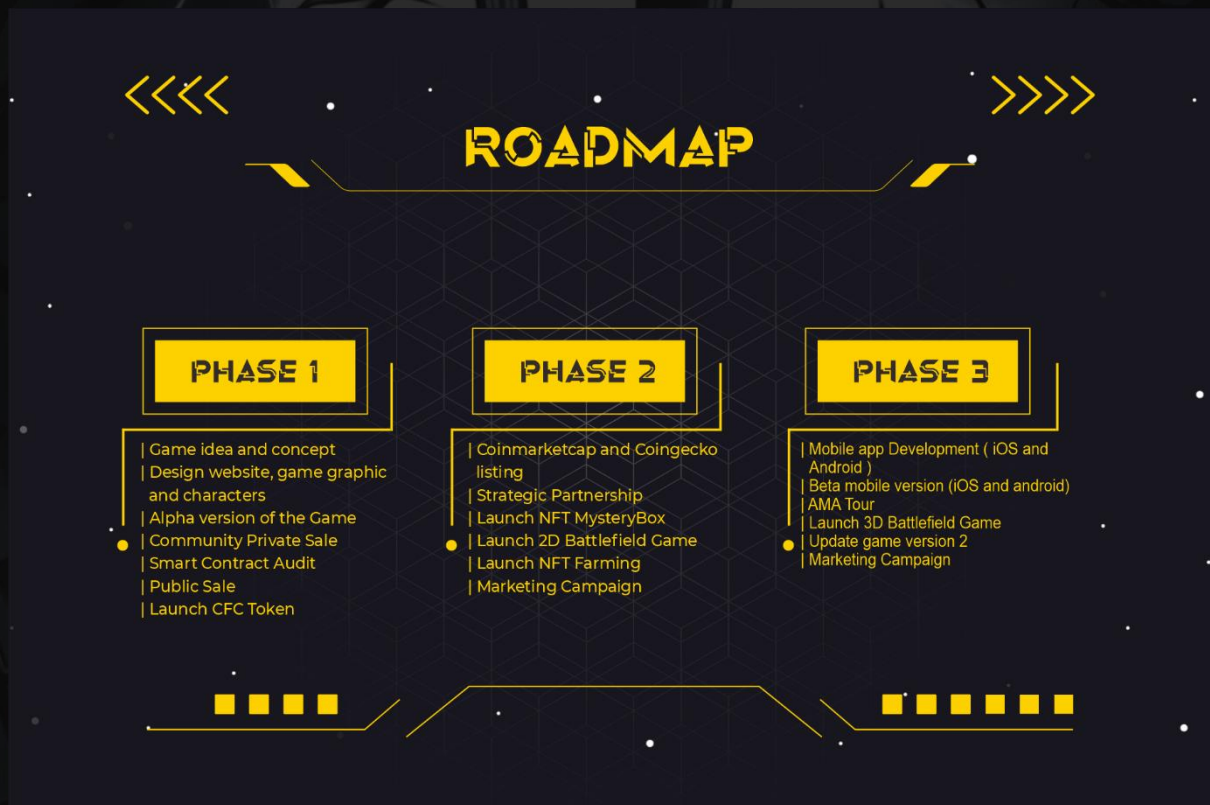 ROADMAP
PHASE 1
| Game idea and concept
| Design website, game graphic
and characters
| Alpha version of the Game
| Community Private Sale
| Smart Contract Audit
| Public Sale
| Launch CFC Token
PHASE 2
| Coinmarketcap and Coingecko
listing
| Strategic Partnership
| Launch NFT MysteryBox
| Launch 2D Battlefield Game
| Launch NFT Farming
| Marketing Campaign
PHASE 3
| Mobile app Development ( iOS and
Android )
| Beta mobile version (iOS and android)
| AMA Tour
| Launch 3D Battlefield Game
| Update game version 2
| Marketing Campaign